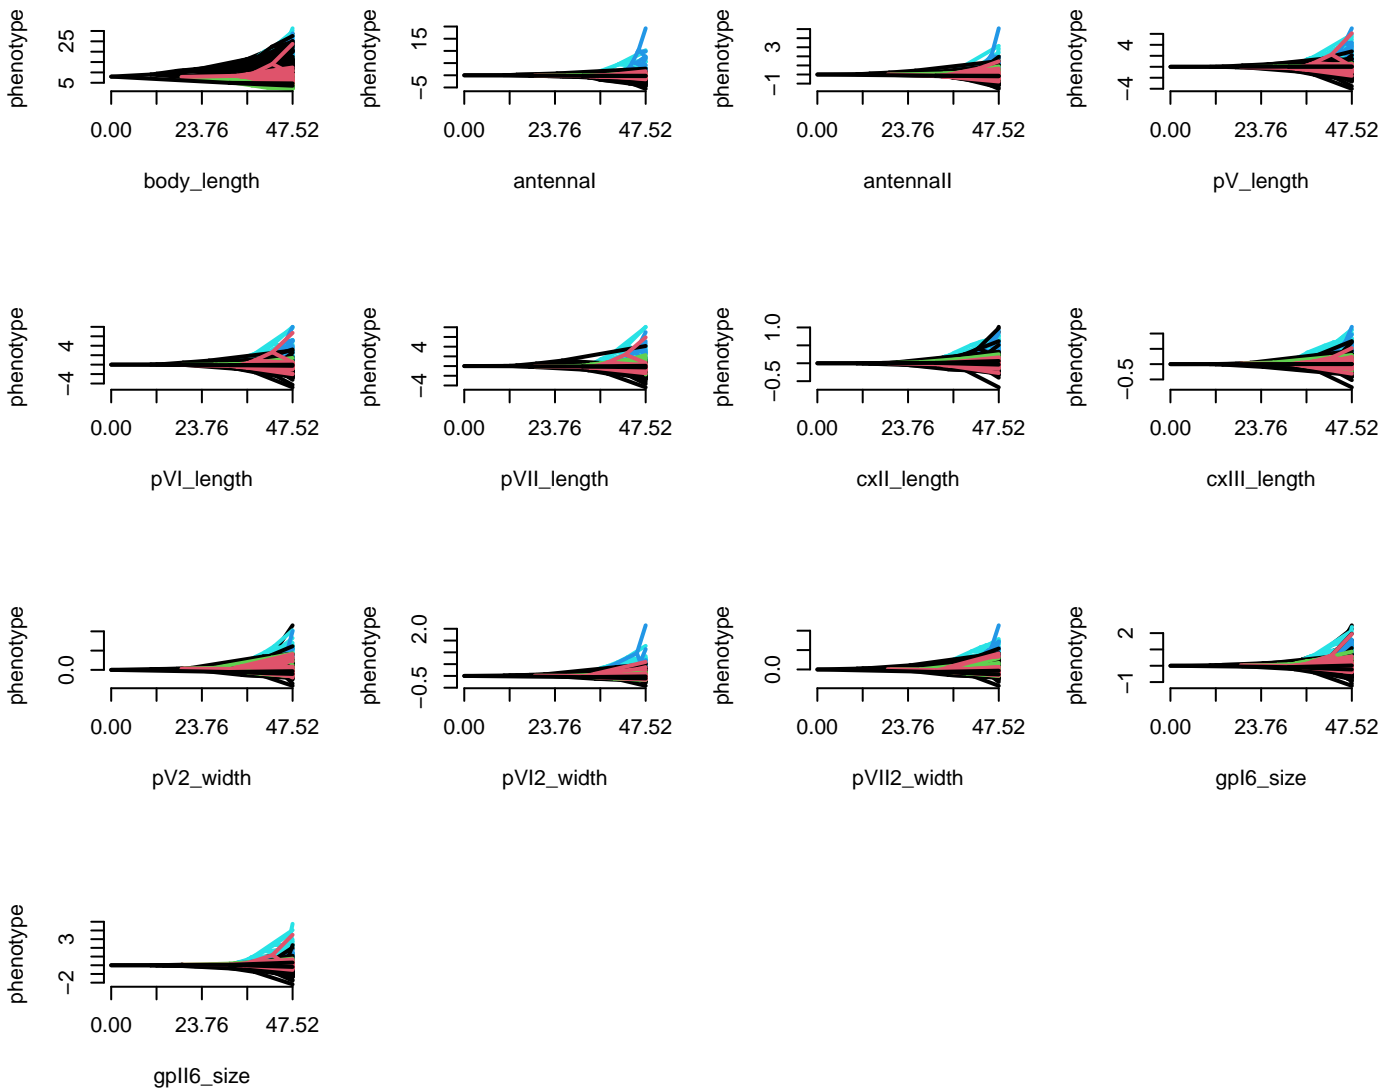 phenotype
25
5
0.00 23.76 47.52
body_length
phenotype
15
−5
0.00 23.76 47.52
antennaI
phenotype
3
−1
0.00 23.76 47.52
antennaII
phenotype
4
−4
0.00 23.76 47.52
pV_length
phenotype
4
−4
0.00 23.76 47.52
pVI_length
phenotype
4
−4
0.00 23.76 47.52
pVII_length
phenotype
1.0
−0.5
0.00 23.76 47.52
cxII_length
phenotype
−0.5
0.00 23.76 47.52
cxIII_length
phenotype
0.0
0.00 23.76 47.52
pV2_width
phenotype
2.0
−0.5
0.00 23.76 47.52
pVI2_width
phenotype
0.0
0.00 23.76 47.52
pVII2_width
phenotype
2
−1
0.00 23.76 47.52
gpI6_size
phenotype
3
−2
0.00 23.76 47.52
gpII6_size